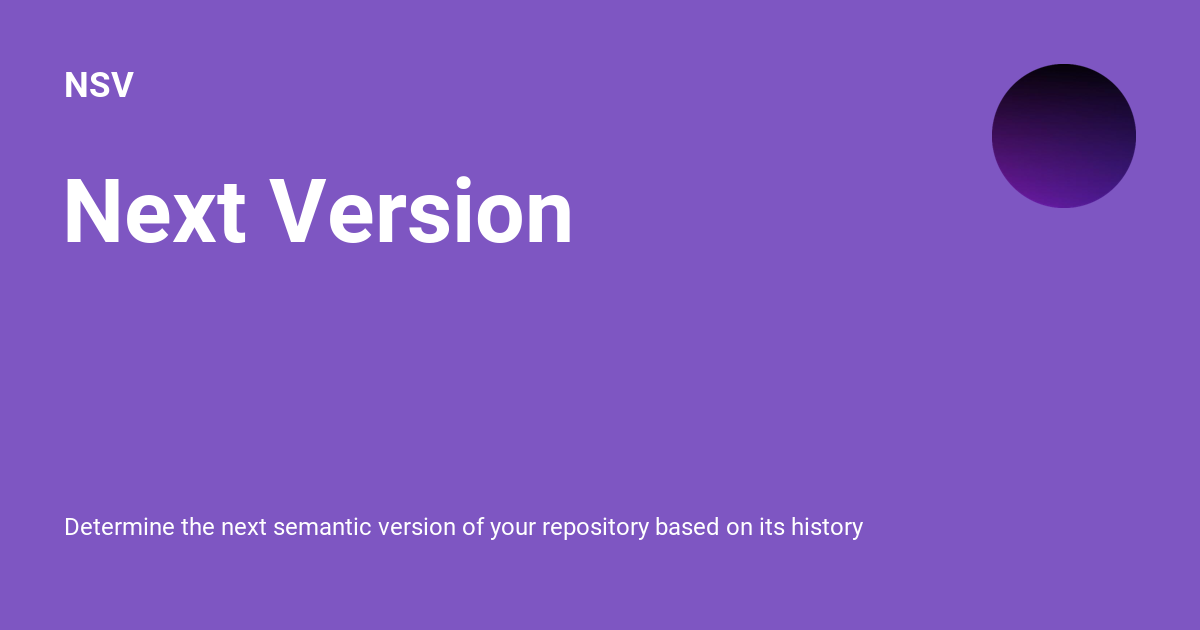 NSV
Next Version
Determine the next semantic version of your repository based on its history